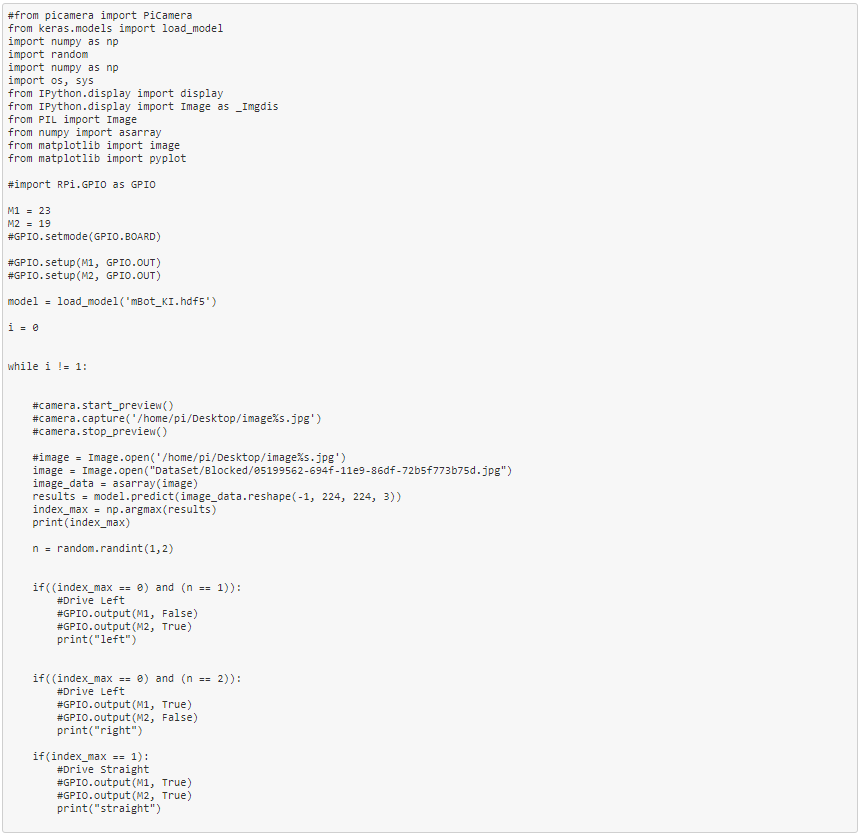 #from picamera import PiCamera
from keras.models import load_model
import numpy as np
import random
import numpy as np
import os, sys
from IPython.display import display
from IPython.display import Image as _Imgdis
from PIL import Image
from numpy import asarray
from matplotlib import image
from matplotlib import pyplot

#import RPi.GPIO as GPIO

M1 = 23
M2 = 19
#GPIO.setmode(GPIO.BOARD)

#GPIO.setup(M1, GPIO.OUT)
#GPIO.setup(M2, GPIO.OUT)

model = load_model('mBot_KI.hdf5')

i = 0

while i != 1:

    #camera.start_preview()
    #camera.capture('/home/pi/Desktop/image%s.jpg')
    #camera.stop_preview()

    #image = Image.open('/home/pi/Desktop/image%s.jpg')
    image = Image.open("DataSet/Blocked/05199562-694f-11e9-86df-72b5f773b75d.jpg")
    image_data = asarray(image)
    results = model.predict(image_data.reshape(-1, 224, 224, 3))
    index_max = np.argmax(results)
    print(index_max)

    n = random.randint(1,2)

    if((index_max == 0) and (n == 1)):
        #Drive Left
        #GPIO.output(M1, False)
        #GPIO.output(M2, True)
        print("left")

    if((index_max == 0) and (n == 2)):
        #Drive Left
        #GPIO.output(M1, True)
        #GPIO.output(M2, False)
        print("right")

    if(index_max == 1):
        #Drive Straight
        #GPIO.output(M1, True)
        #GPIO.output(M2, True)
        print("straight")